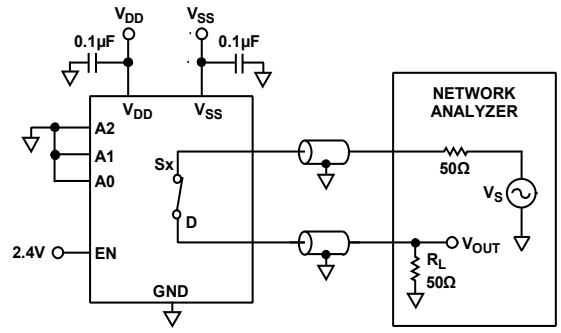 VDD VSS
0.1µF 0.1µF
VDD VSS
NETWORK
ANALYZER
A2
A1
A0
Sx
50Ω
VS
D
2.4V EN
VOUT
RL
50Ω
GND